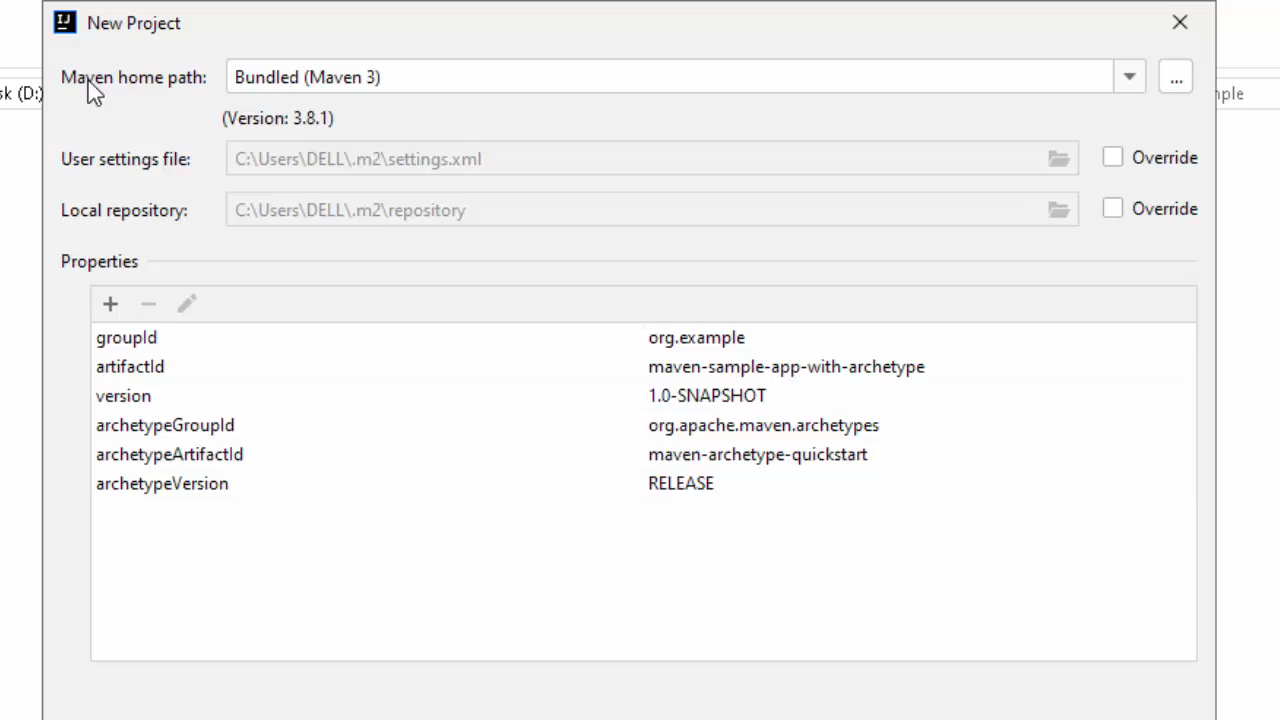 New Project
Maven home path: Bundled (Maven 3) ...
sk (D:) mple
(Version: 3.8.1)
User settings file: C:\Users\DELL\.m2\settings.xml Override
Local repository: C:\Users\DELL\.m2\repository Override
Properties
groupId org.example
artifactId maven-sample-app-with-archetype
version 1.0-SNAPSHOT
archetypeGroupId org.apache.maven.archetypes
archetypeArtifactId maven-archetype-quickstart
archetypeVersion RELEASE